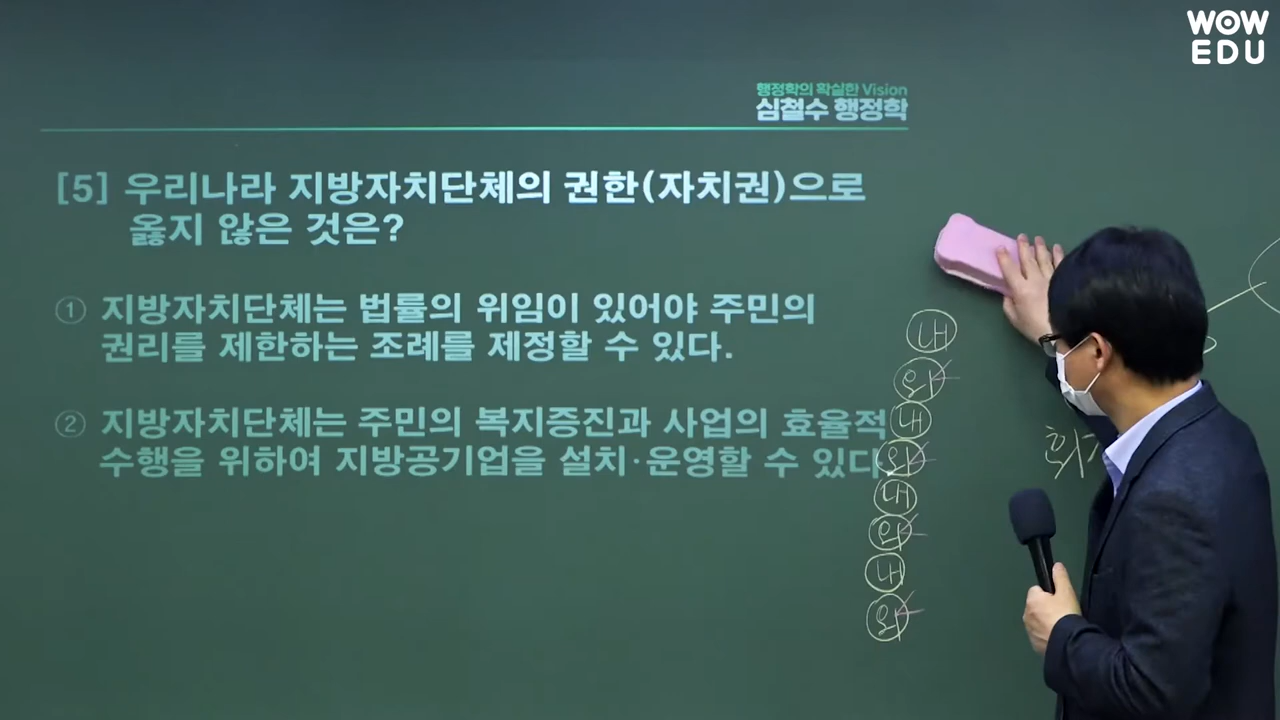 WOW
EDU
행정학의 확실한 Vision
심철수 행정학
[5] 우리나라 지방자치단체의 권한(자치권)으로
옳지 않은 것은?
① 지방자치단체는 법률의 위임이 있어야 주민의
권리를 제한하는 조례를 제정할 수 있다.
② 지방자치단체는 주민의 복지증진과 사업의 효율적
수행을 위하여 지방공기업을 설치·운영할 수 있다
내
외
내
외
내
외
내
외